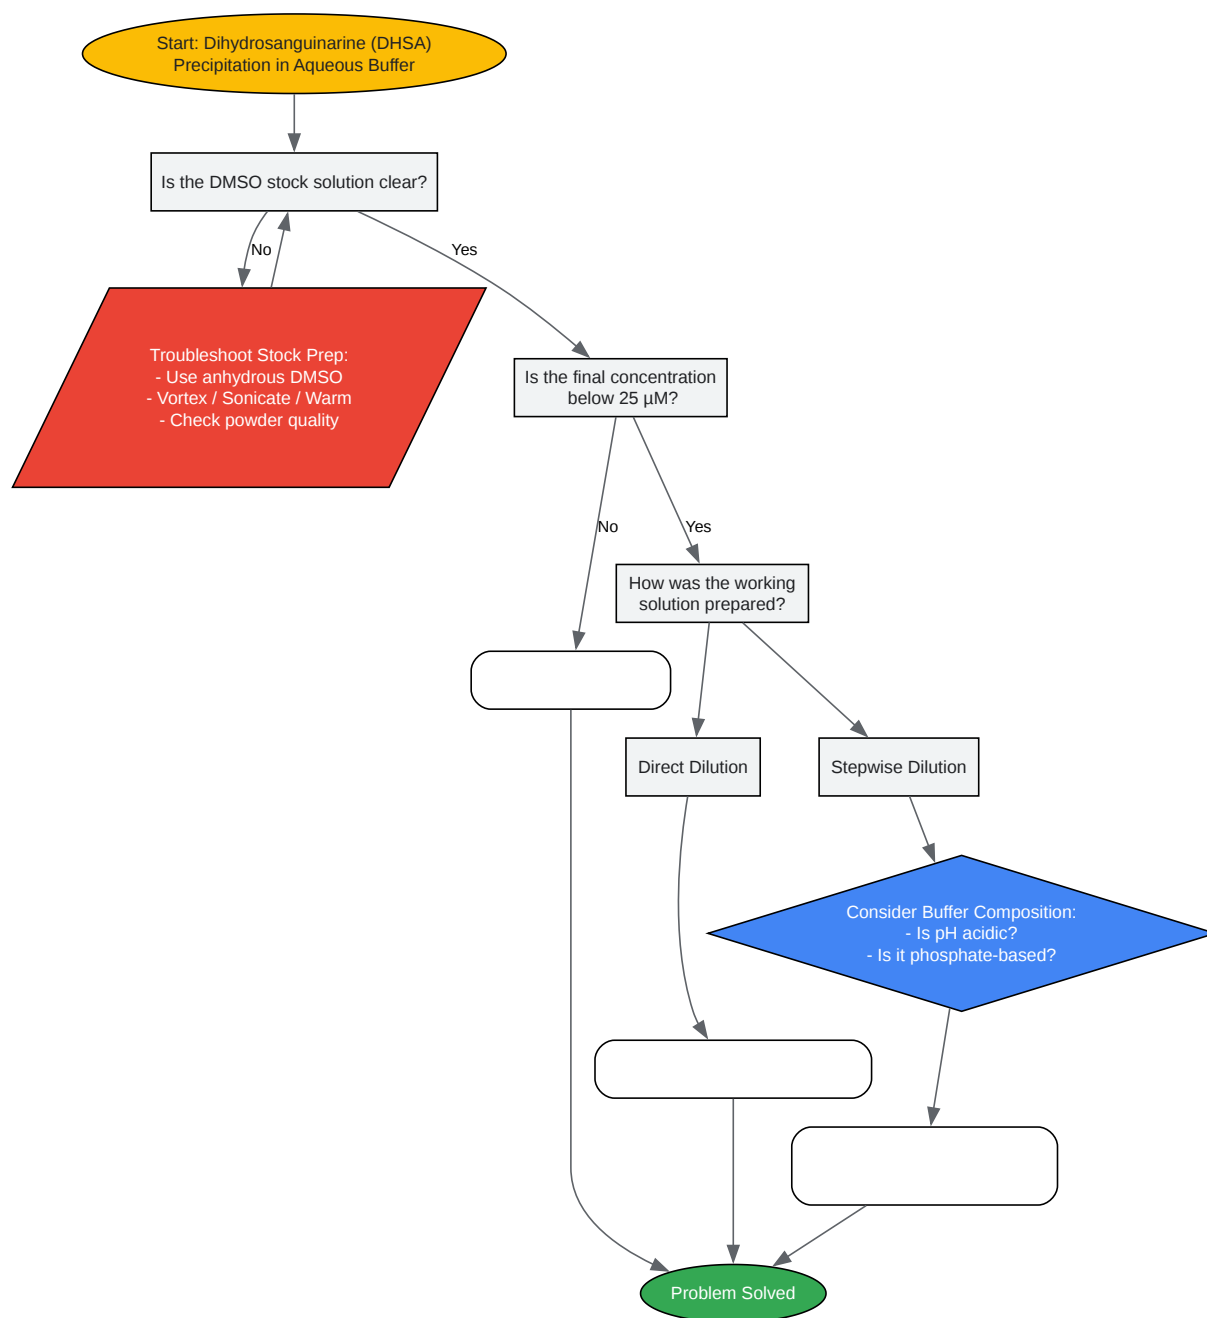 Start: Dihydrosanguinarine (DHSA)
Precipitation in Aqueous Buffer
Is the DMSO stock solution clear?
No
Yes
Troubleshoot Stock Prep:
- Use anhydrous DMSO
- Vortex / Sonicate / Warm
- Check powder quality
Is the final concentration
below 25 µM?
No
Yes
How was the working
solution prepared?
Direct Dilution
Stepwise Dilution
Consider Buffer Composition:
- Is pH acidic?
- Is it phosphate-based?
Problem Solved